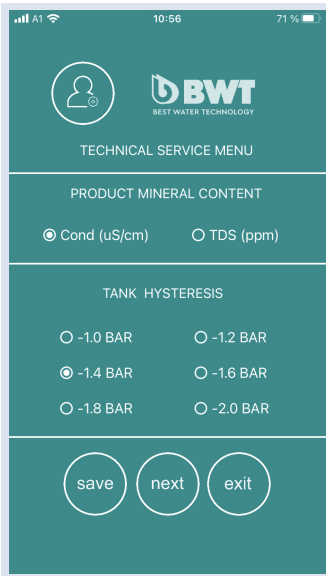 A1 10:56 71 %
BWT
BEST WATER TECHNOLOGY
TECHNICAL SERVICE MENU
PRODUCT MINERAL CONTENT
Cond (uS/cm) TDS (ppm)
TANK HYSTERESIS
-1.0 BAR -1.2 BAR
-1.4 BAR -1.6 BAR
-1.8 BAR -2.0 BAR
save next exit